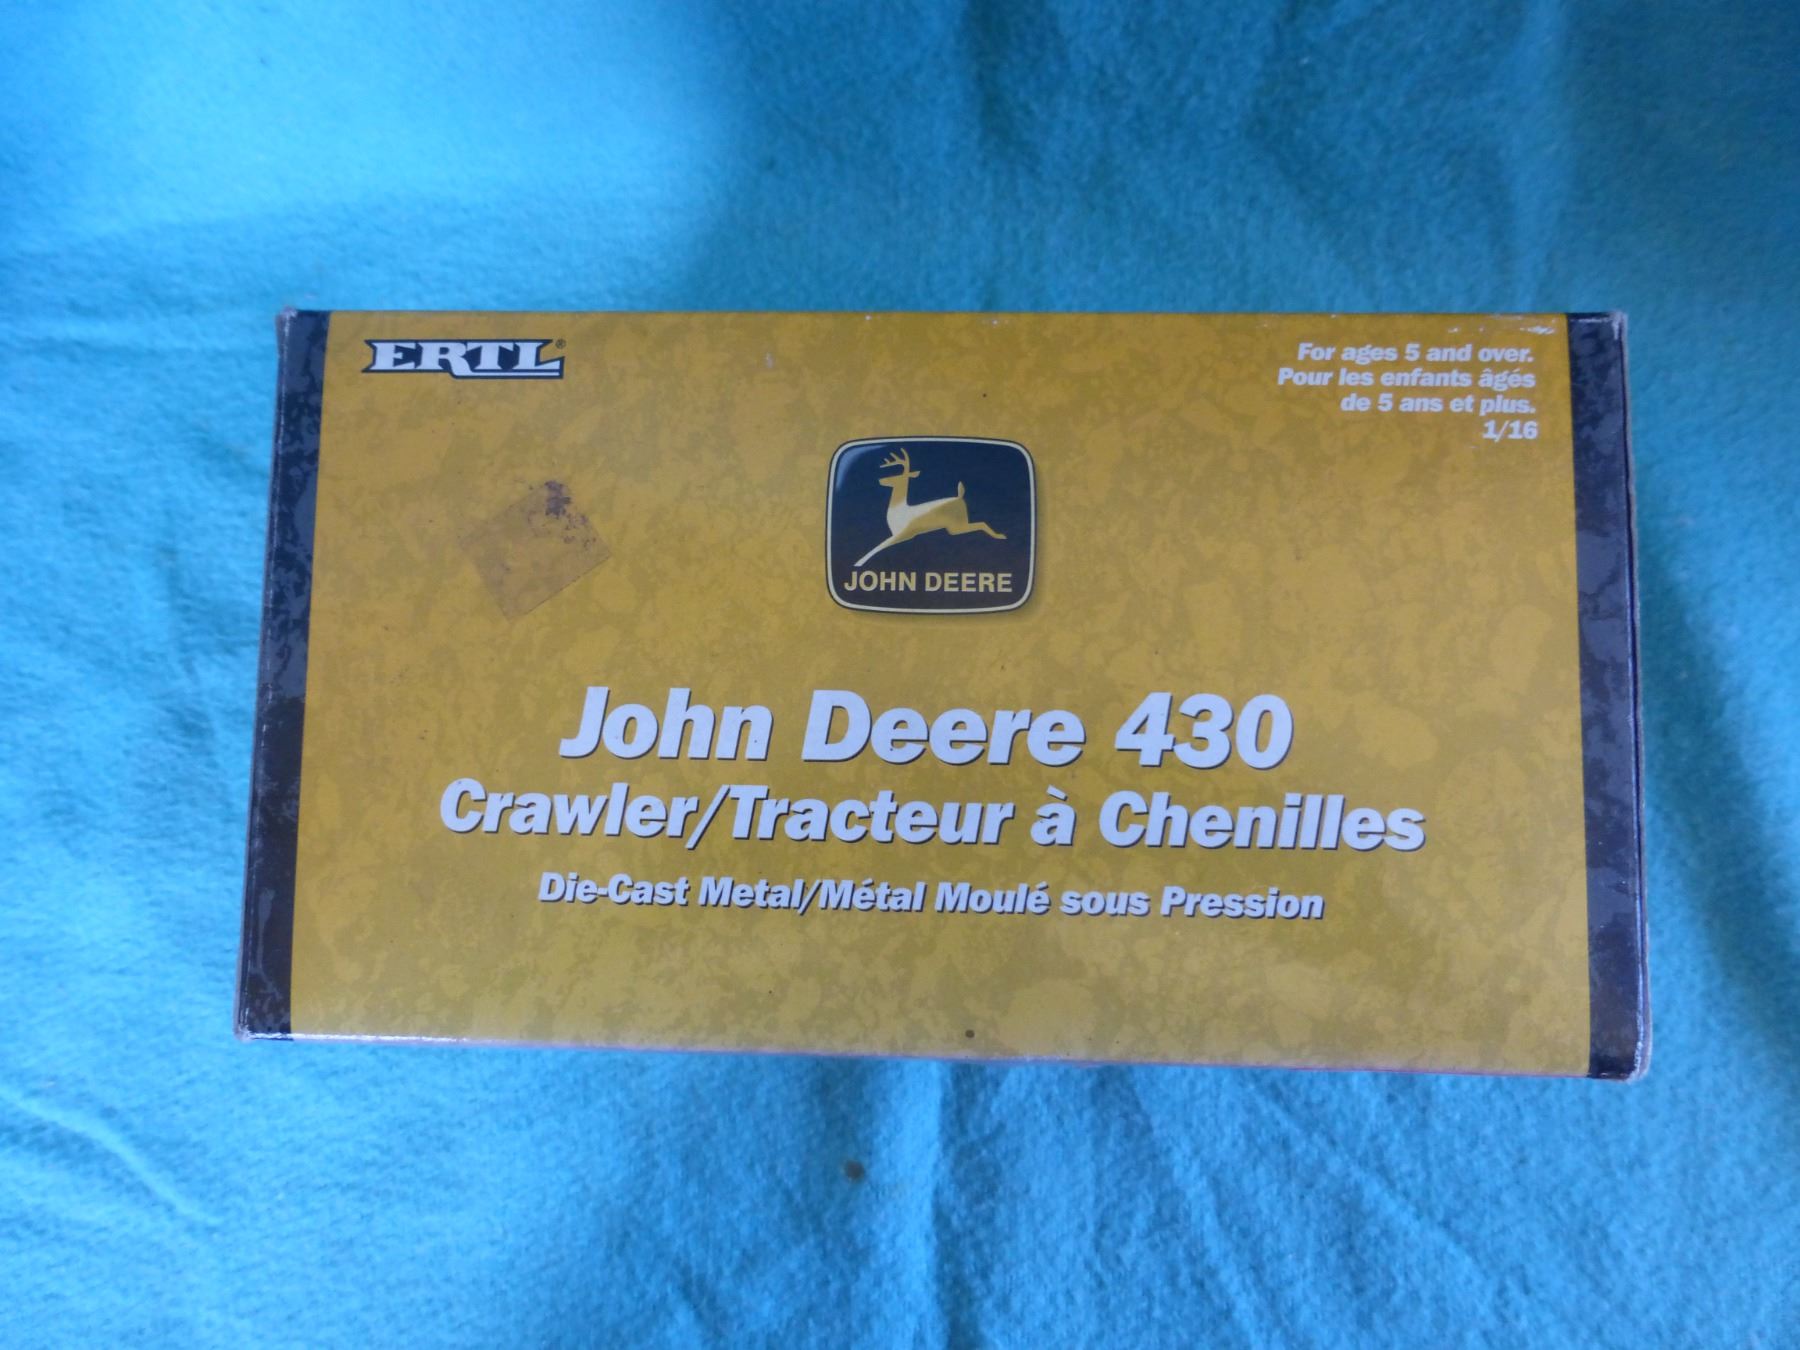 ERTL®
For ages 5 and over.
Pour les enfants âgés
de 5 ans et plus.
1/16
JOHN DEERE
John Deere 430
Crawler/Tracteur à Chenilles
Die-Cast Metal/Métal Moulé sous Pression